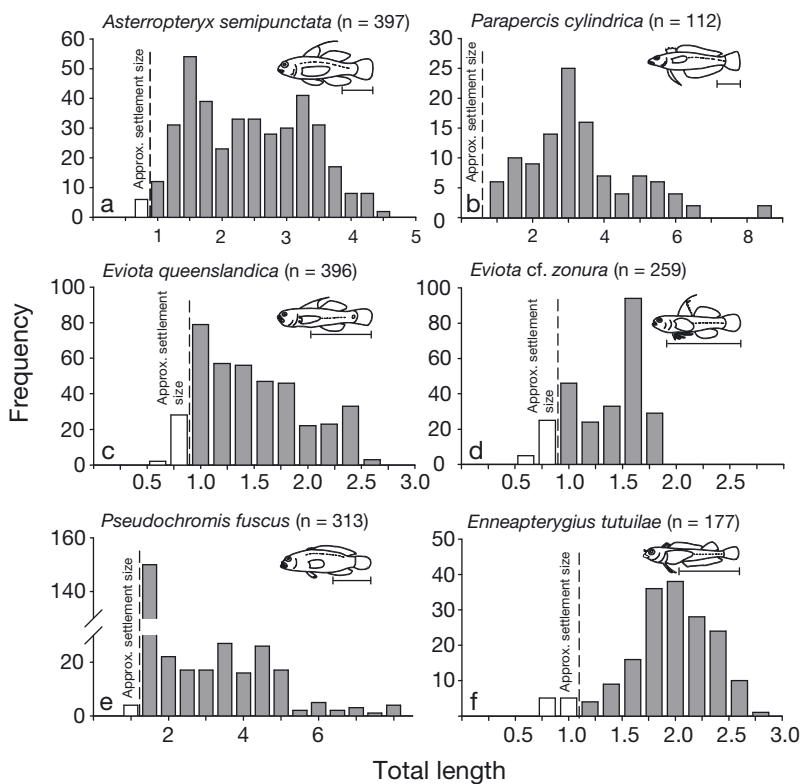 Asterropteryx semipunctata (n = 397)
60
50
40
30
20
10
0
Approx. settlement size
a
1 2 3 4 5
Parapercis cylindrica (n = 112)
30
25
20
15
10
5
0
Approx. settlement size
b
2 4 6 8
Eviota queenslandica (n = 396)
100
80
60
40
20
0
Approx. settlement
size
c
0.5 1.0 1.5 2.0 2.5 3.0
Eviota cf. zonura (n = 259)
100
80
60
40
20
0
Approx. settlement
size
d
0.5 1.0 1.5 2.0 2.5
Frequency
Pseudochromis fuscus (n = 313)
160
140
20
0
Approx. settlement size
e
2 4 6
Enneapterygius tutuilae (n = 177)
50
40
30
20
10
Approx. settlement size
f
0.5 1.0 1.5 2.0 2.5 3.0
Total length